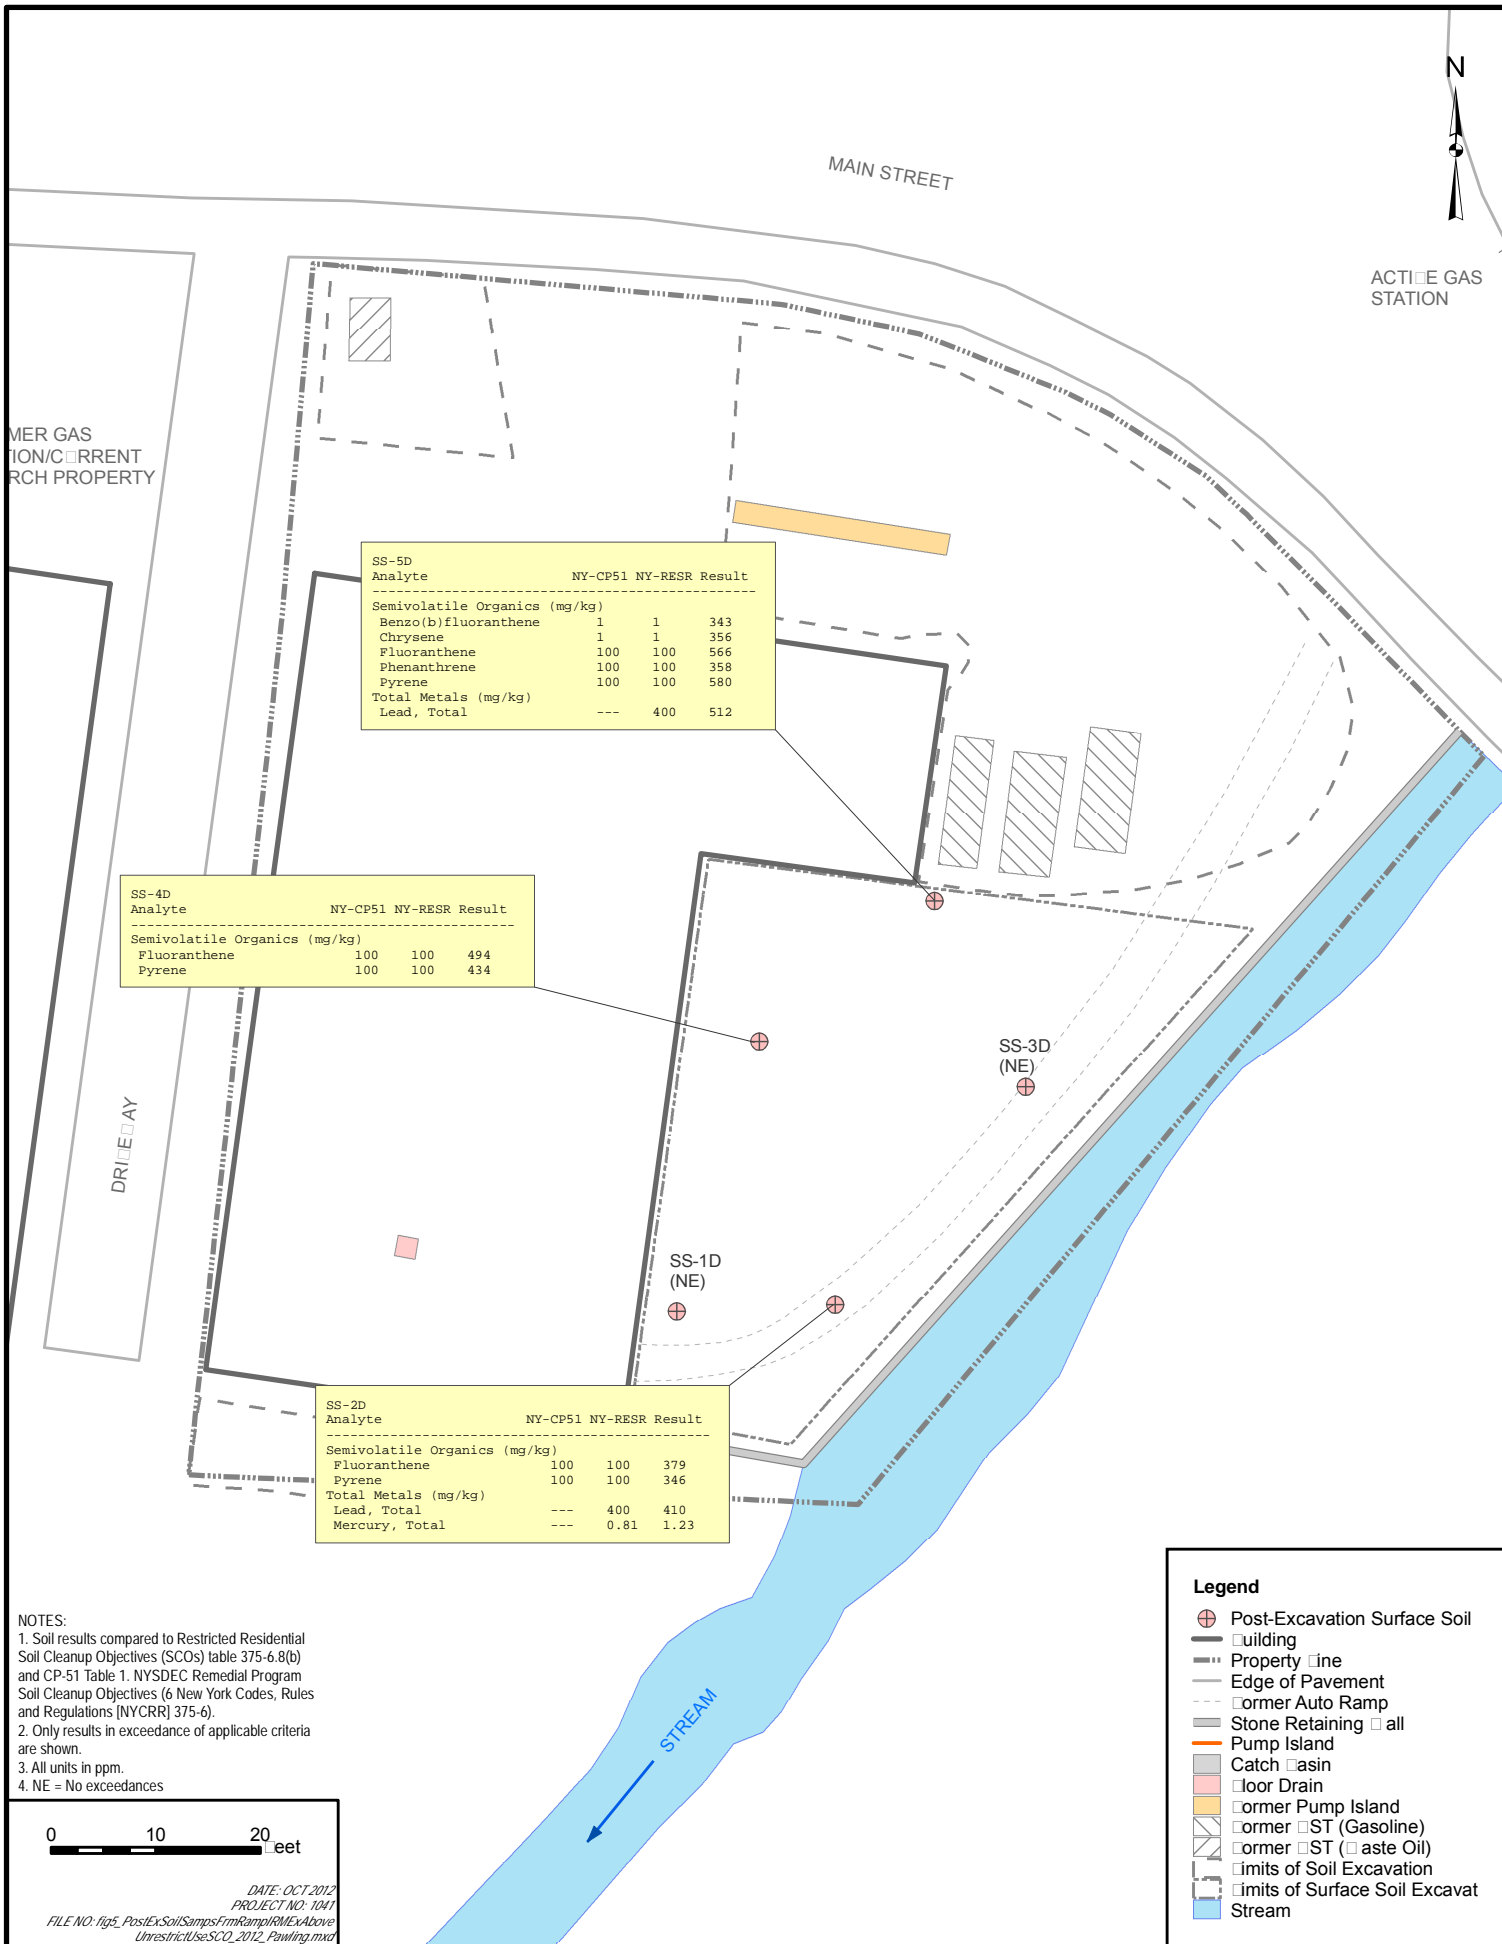 N
MAIN STREET
ACTI□E GAS
STATION
MER GAS
TION/C□RRENT
RCH PROPERTY
SS-5D
Analyte NY-CP51 NY-RESR Result
------------------------------------------------
Semivolatile Organics (mg/kg)
Benzo(b)fluoranthene 1 1 343
Chrysene 1 1 356
Fluoranthene 100 100 566
Phenanthrene 100 100 358
Pyrene 100 100 580
Total Metals (mg/kg)
Lead, Total --- 400 512
SS-4D
Analyte NY-CP51 NY-RESR Result
------------------------------------------------
Semivolatile Organics (mg/kg)
Fluoranthene 100 100 494
Pyrene 100 100 434
SS-3D
(NE)
DRI□E□AY
SS-1D
(NE)
SS-2D
Analyte NY-CP51 NY-RESR Result
------------------------------------------------
Semivolatile Organics (mg/kg)
Fluoranthene 100 100 379
Pyrene 100 100 346
Total Metals (mg/kg)
Lead, Total --- 400 410
Mercury, Total --- 0.81 1.23
STREAM
NOTES:
1. Soil results compared to Restricted Residential
Soil Cleanup Objectives (SCOs) table 375-6.8(b)
and CP-51 Table 1. NYSDEC Remedial Program
Soil Cleanup Objectives (6 New York Codes, Rules
and Regulations [NYCRR] 375-6).
2. Only results in exceedance of applicable criteria
are shown.
3. All units in ppm.
4. NE = No exceedances
0 10 20 □eet
DATE: OCT 2012
PROJECT NO: 1041
FILE NO: fig5_PostExSoilSampsFrmRampIRMExAbove
UnrestrictUseSCO_2012_Pawling.mxd
Legend
Post-Excavation Surface Soil
□uilding
Property □ine
Edge of Pavement
□ormer Auto Ramp
Stone Retaining □all
Pump Island
Catch □asin
□loor Drain
□ormer Pump Island
□ormer □ST (Gasoline)
□ormer □ST (□aste Oil)
□imits of Soil Excavation
□imits of Surface Soil Excavat
Stream